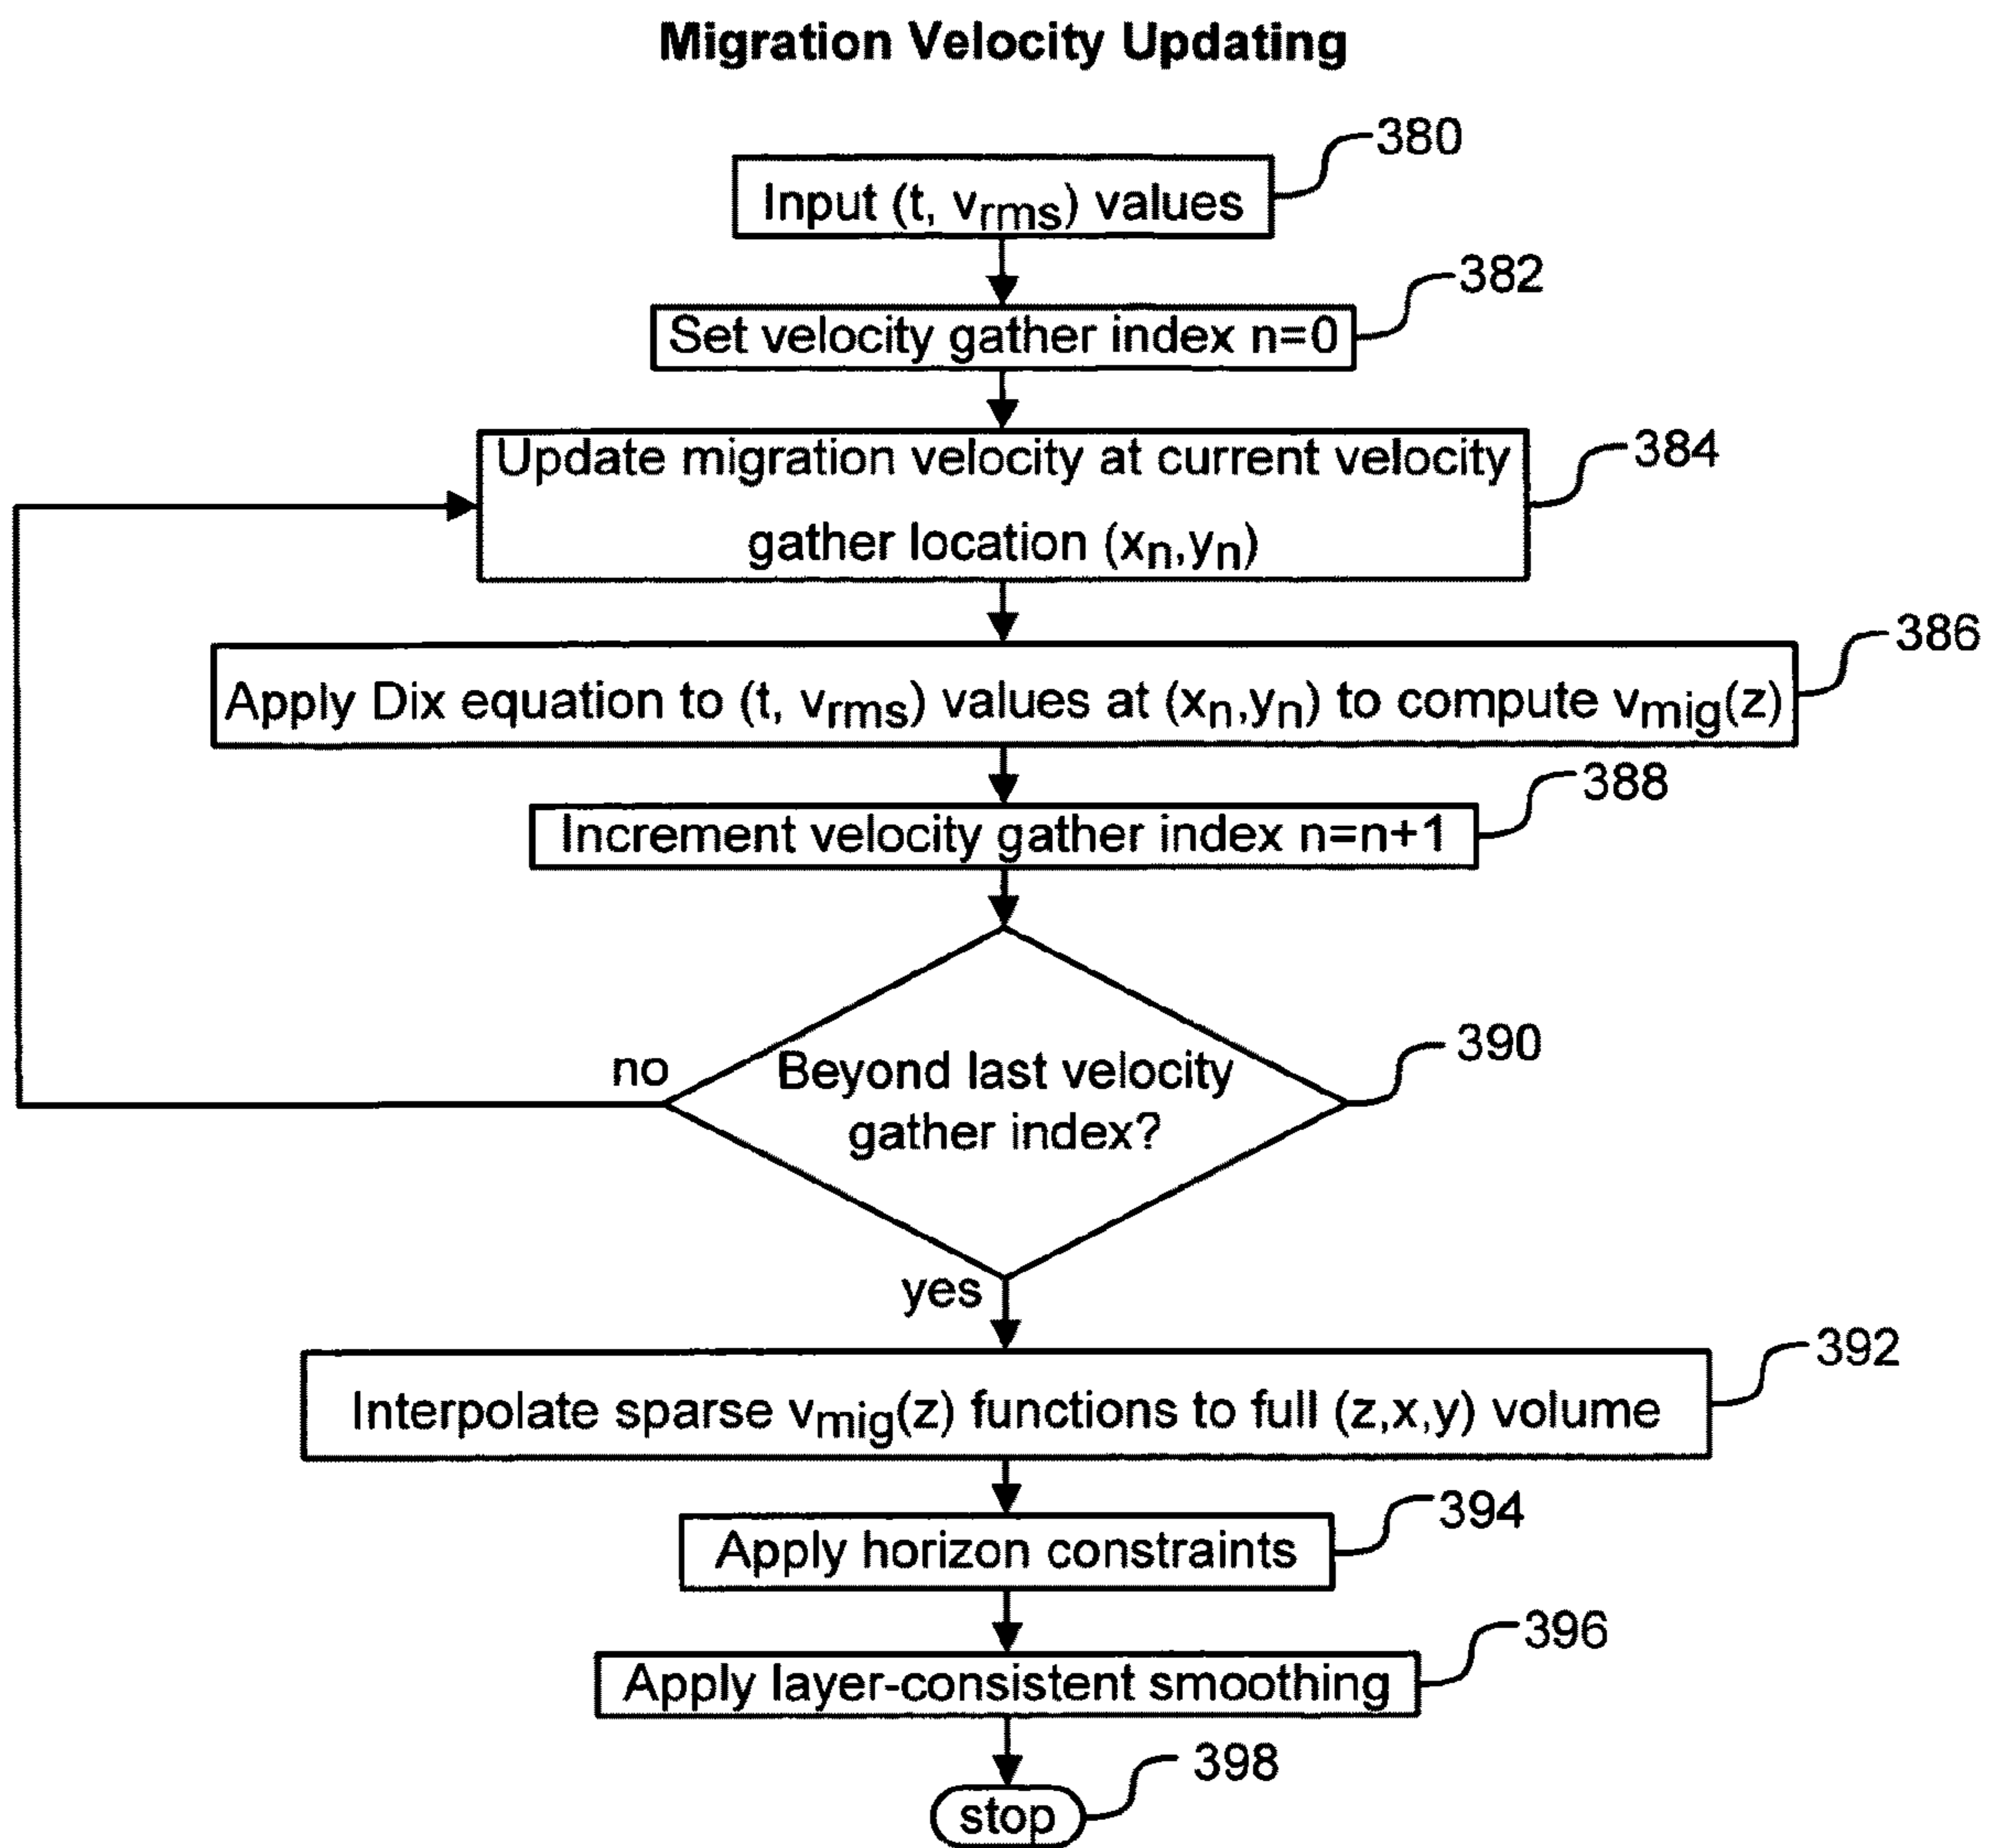 Migration Velocity Updating
380
Input (t, vrms) values
382
Set velocity gather index n=0
384
Update migration velocity at current velocity
gather location (xn,yn)
386
Apply Dix equation to (t, vrms) values at (xn,yn) to compute vmig(z)
388
Increment velocity gather index n=n+1
390
no
Beyond last velocity
gather index?
yes
392
Interpolate sparse vmig(z) functions to full (z,x,y) volume
394
Apply horizon constraints
396
Apply layer-consistent smoothing
398
stop